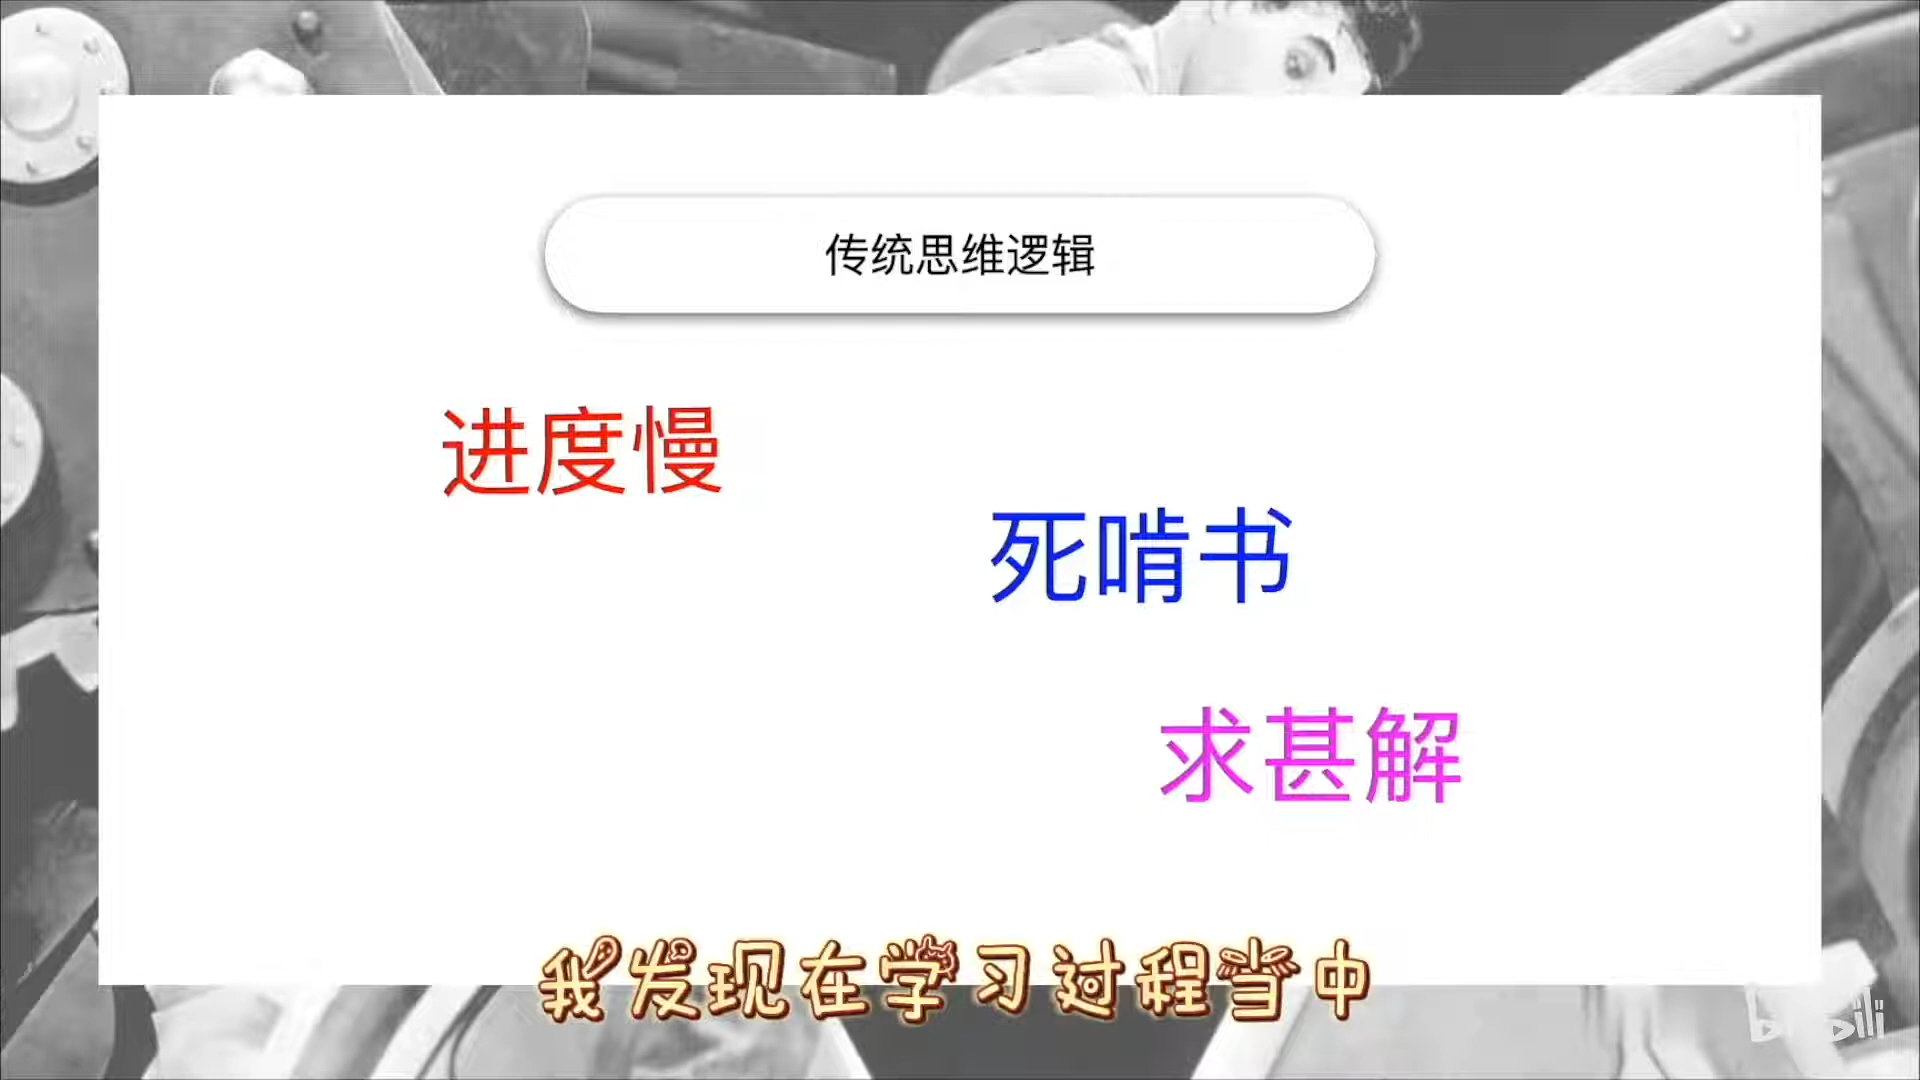 传统思维逻辑
进度慢
死啃书
求甚解
我发现在学习过程当中
bilibili